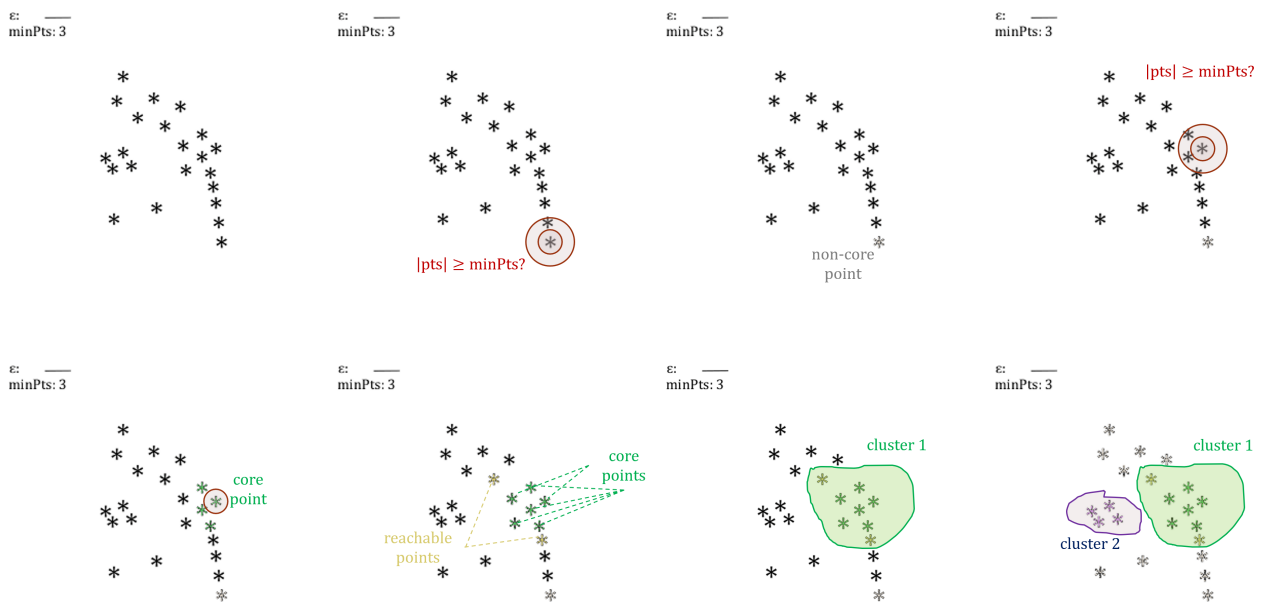 ε:
minPts: 3
ε:
minPts: 3
|pts| ≥ minPts?
ε:
minPts: 3
non-core
point
ε:
minPts: 3
|pts| ≥ minPts?
ε:
minPts: 3
core
point
ε:
minPts: 3
core
points
reachable
points
ε:
minPts: 3
cluster 1
ε:
minPts: 3
cluster 1
cluster 2